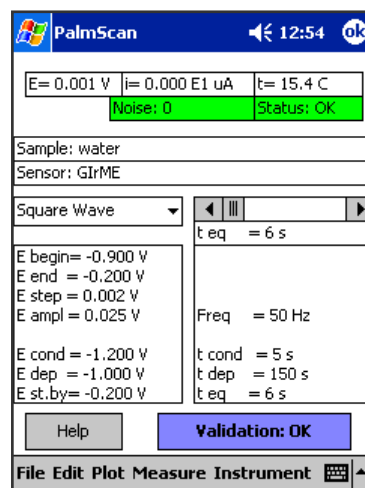 PalmScan 12:54 ok
E= 0.001 V i= 0.000 E1 uA t= 15.4 C
Noise: 0 Status: OK
Sample: water
Sensor: GIrME
Square Wave
t eq = 6 s
E begin= -0.900 V
E end = -0.200 V
E step = 0.002 V
E ampl = 0.025 V Freq = 50 Hz
E cond = -1.200 V t cond = 5 s
E dep = -1.000 V t dep = 150 s
E st.by= -0.200 V t eq = 6 s
Help Validation: OK
File Edit Plot Measure Instrument